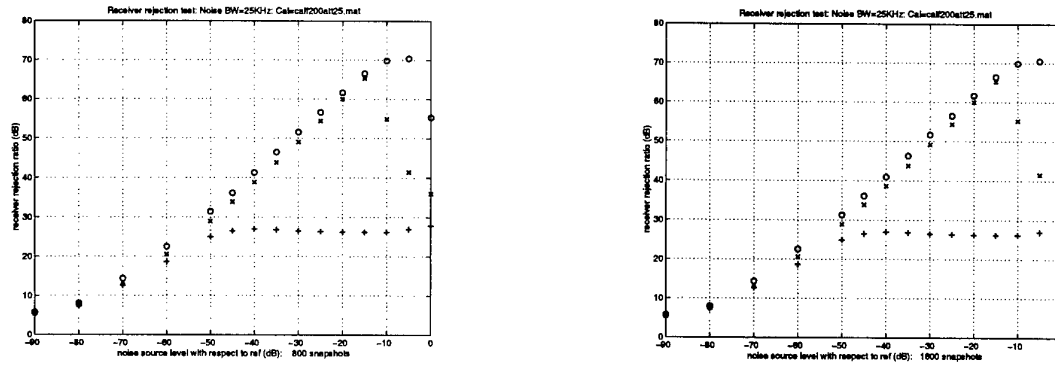 Receiver rejection test: Noise BW=25KHz: Cal=calf200att25.mat
receiver rejection ratio (dB)
80
70
60
50
40
30
20
10
0
−90 −80 −70 −60 −50 −40 −30 −20 −10 0
noise source level with respect to ref (dB): 800 snapshots
Receiver rejection test: Noise BW=25KHz: Cal=calf200att25.mat
receiver rejection ratio (dB)
80
70
60
50
40
30
20
10
0
−90 −80 −70 −60 −50 −40 −30 −20 −10
noise source level with respect to ref (dB): 1600 snapshots